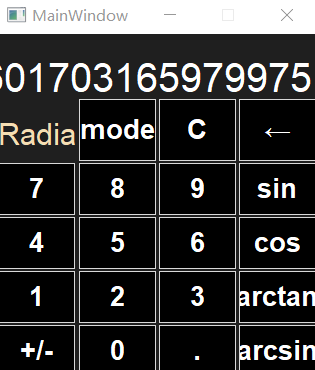 MainWindow
601703165979975
Radia mode C ←
7 8 9 sin
4 5 6 cos
1 2 3 arctan
+/- 0 . arcsin